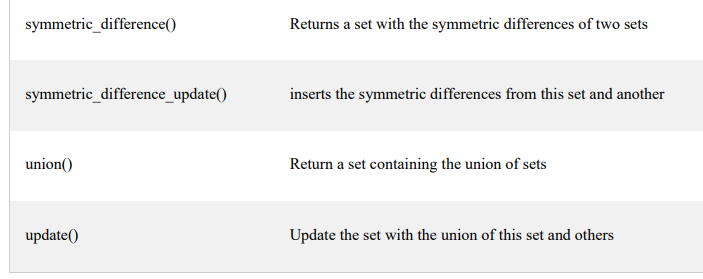 symmetric_difference() Returns a set with the symmetric differences of two sets
symmetric_difference_update() inserts the symmetric differences from this set and another
union() Return a set containing the union of sets
update() Update the set with the union of this set and others